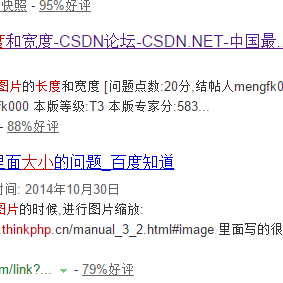 快照 - 95%好评
和宽度-CSDN论坛-CSDN.NET-中国最.
图片的长度和宽度 [问题点数:20分,结帖人mengfk0
fk000 本版等级:T3 本版专家分:583...
- 88%好评
里面大小的问题_百度知道
时间: 2014年10月30日
图片的时候,进行图片缩放:
.thinkphp.cn/manual_3_2.html#image 里面写的很
m/link?... - 79%好评